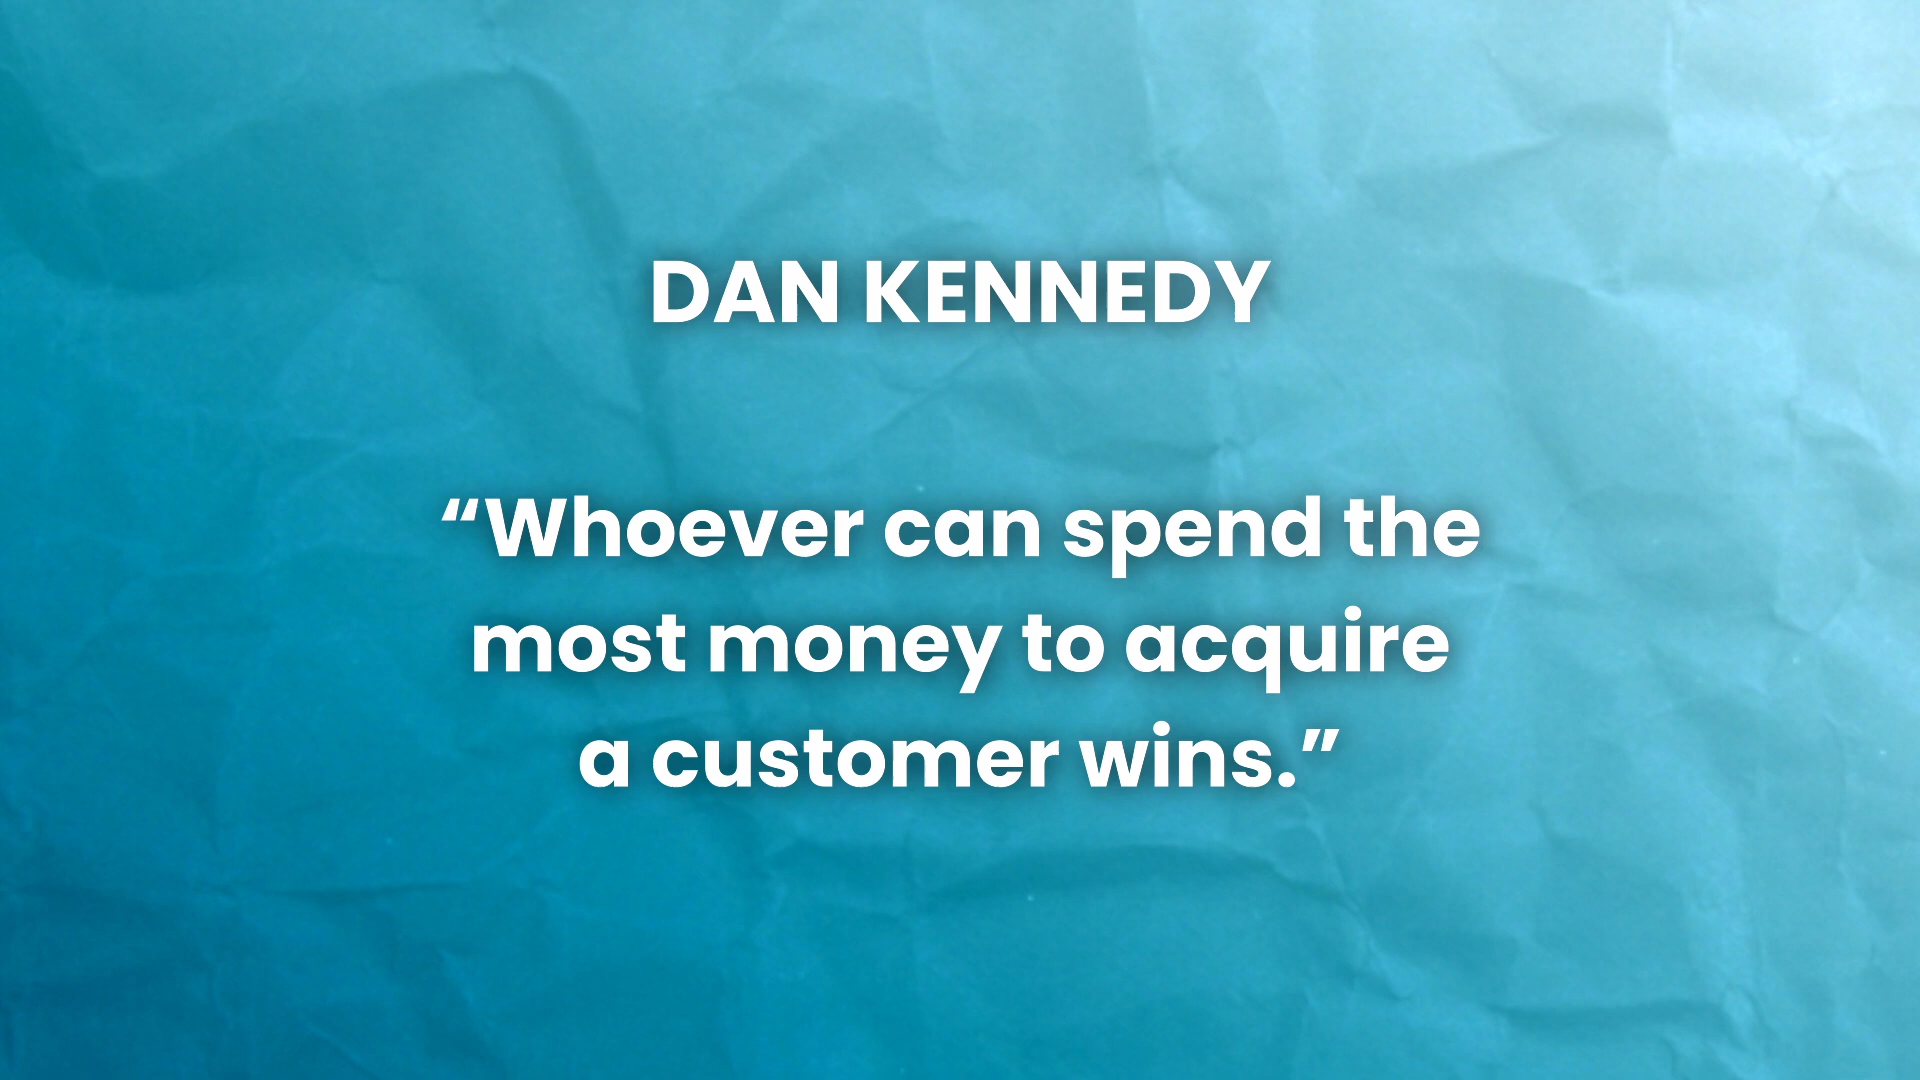 DAN KENNEDY
“Whoever can spend the
most money to acquire
a customer wins.”